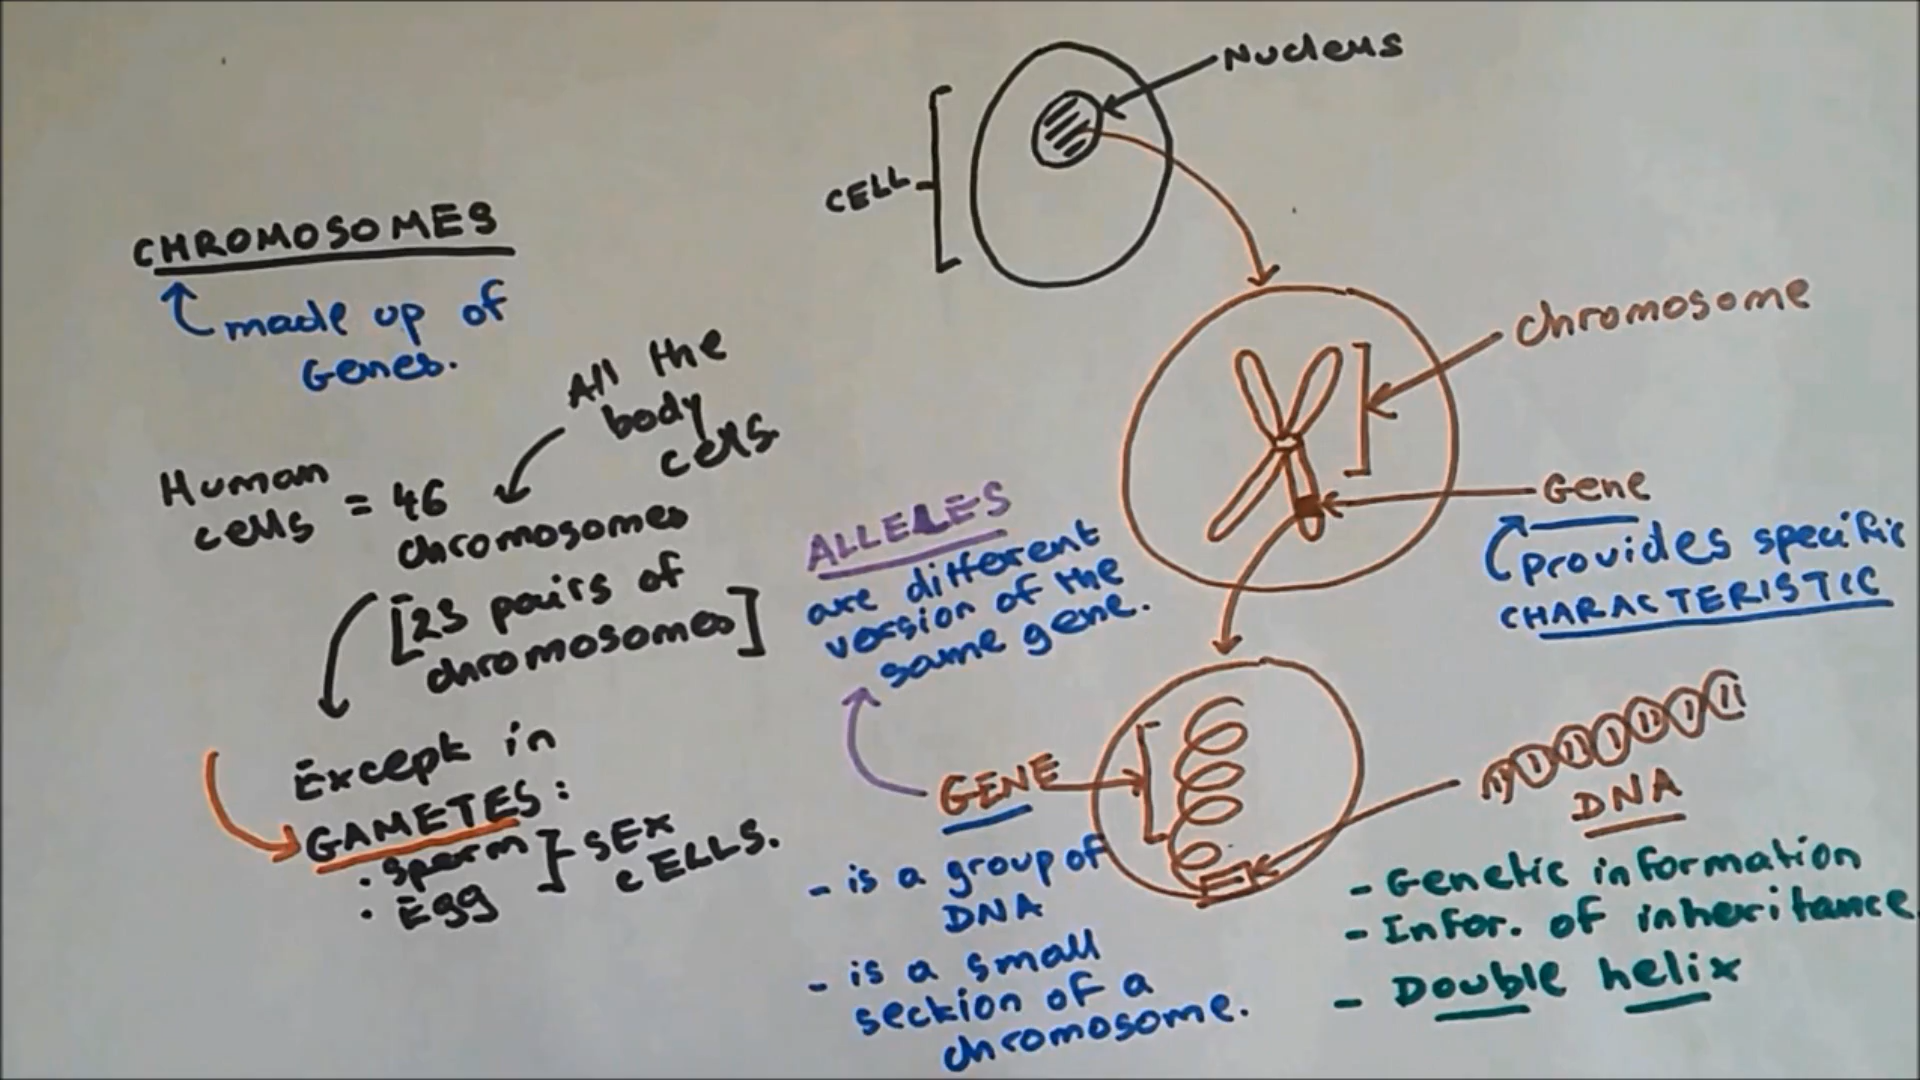 Nucleus
CELL
CHROMOSOMES
made up of
Genes.
All the
body
cells
Human
cells = 46
chromosomes
[23 pairs of
chromosomes]
Except in
GAMETES:
· sperm
· Egg
SEX
CELLS.
chromosome
Gene
provides specific
CHARACTERISTIC
ALLELES
are different
version of the
same gene.
GENE
- is a group of
DNA
- is a small
section of a
chromosome.
DNA
- Genetic information
- Infor. of inheritance
- Double helix